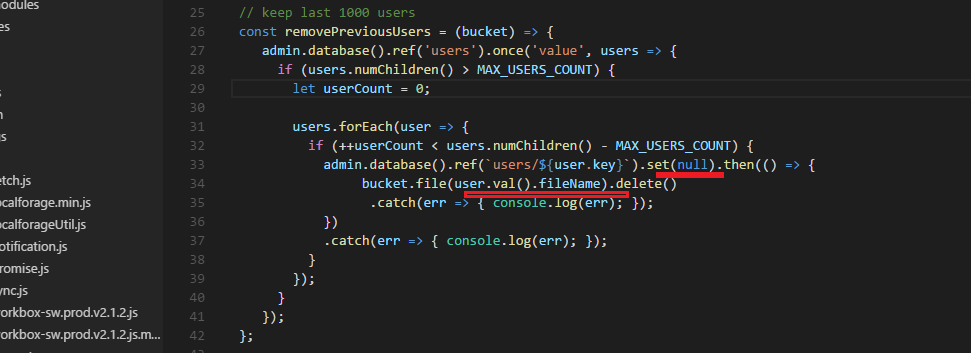 nodules
es
s
n
gs
etch.js
ocalforage.min.js
ocalforageUtil.js
notification.js
romise.js
ync.js
orkbox-sw.prod.v2.1.2.js
orkbox-sw.prod.v2.1.2.js.m...
25 // keep last 1000 users
26 const removePreviousUsers = (bucket) => {
27 admin.database().ref('users').once('value', users => {
28 if (users.numChildren() > MAX_USERS_COUNT) {
29 let userCount = 0;
30
31 users.forEach(user => {
32 if (++userCount < users.numChildren() - MAX_USERS_COUNT) {
33 admin.database().ref(`users/${user.key}`).set(null).then(() => {
34 bucket.file(user.val().fileName).delete()
35 .catch(err => { console.log(err); });
36 })
37 .catch(err => { console.log(err); });
38 }
39 });
40 }
41 });
42 };